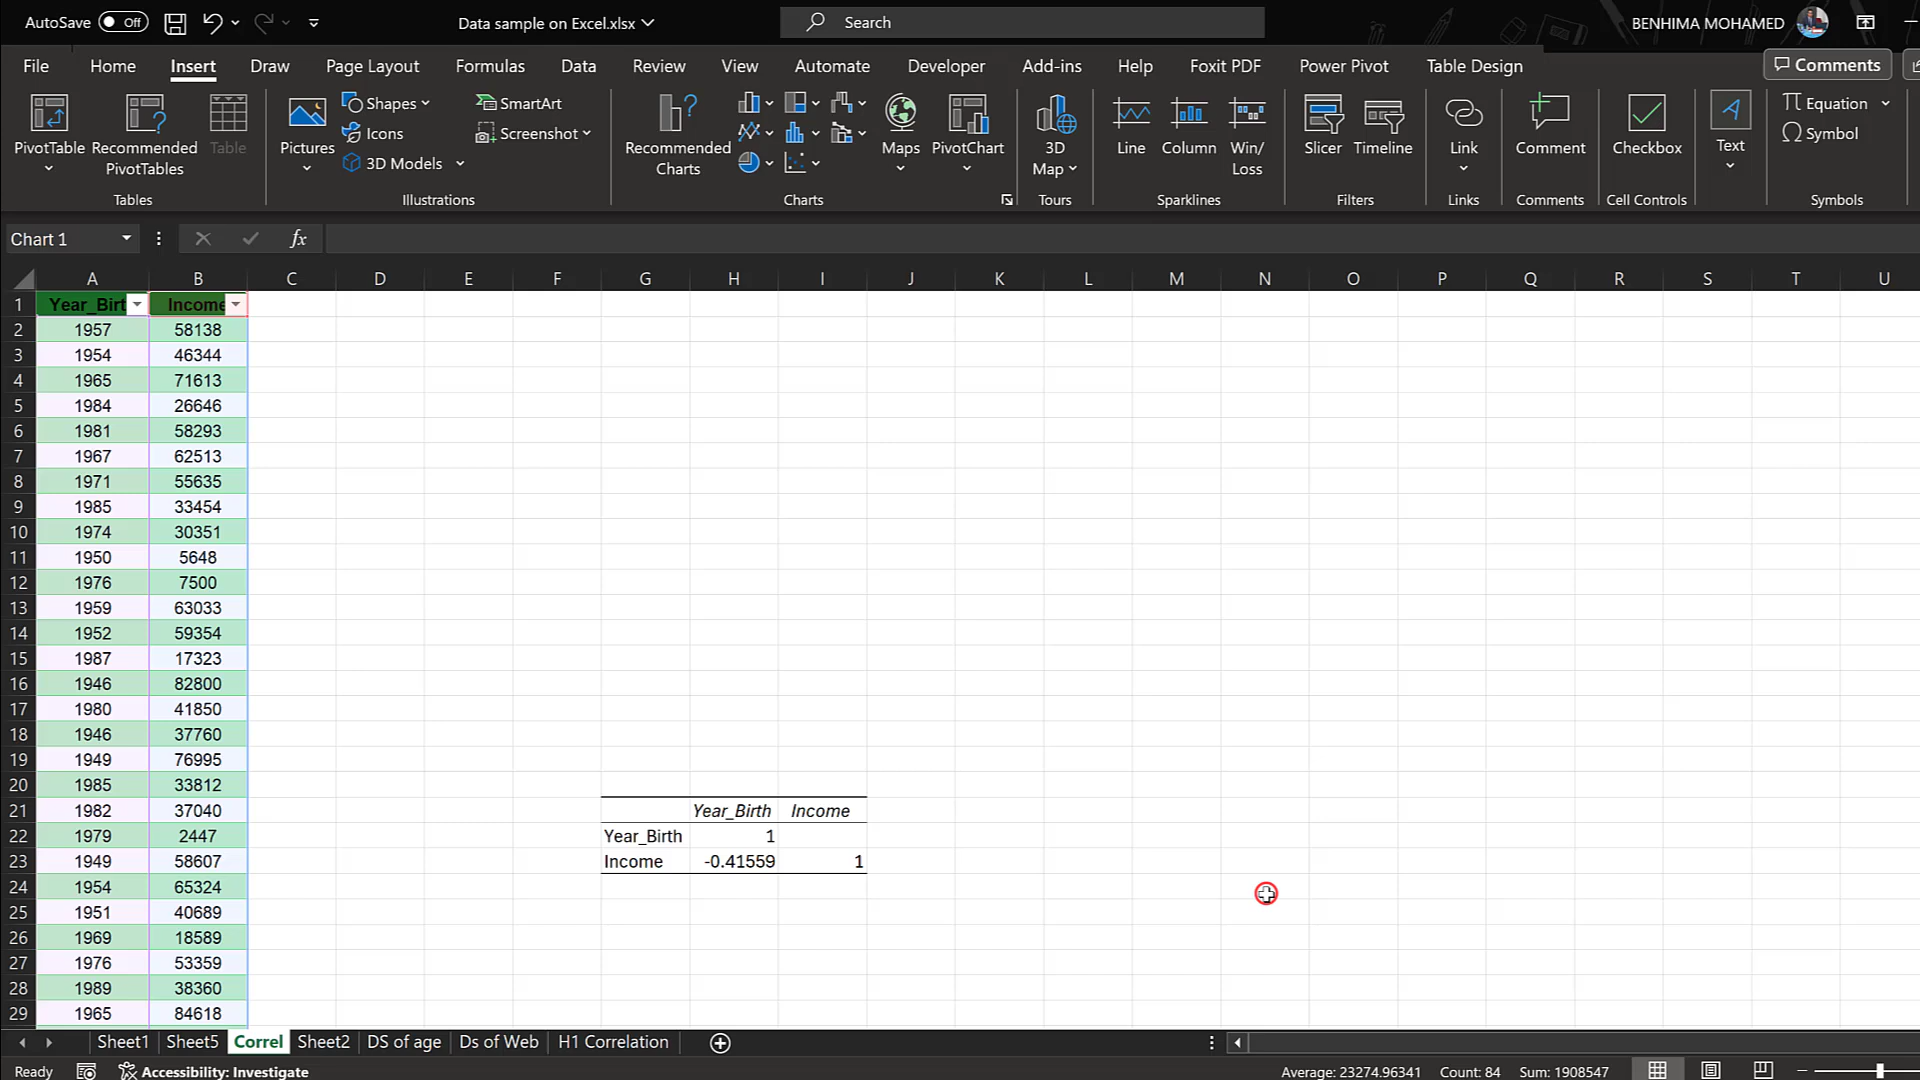 AutoSave Off Data sample on Excel.xlsx Search BENHIMA MOHAMED
File Home Insert Draw Page Layout Formulas Data Review View Automate Developer Add-ins Help Foxit PDF Power Pivot Table Design Comments
PivotTable
Recommended PivotTables
Table
Tables
Pictures
Shapes
Icons
3D Models
SmartArt
Screenshot
Illustrations
Recommended Charts
Maps
PivotChart
Charts
3D Map
Tours
Line
Column
Win/ Loss
Sparklines
Slicer
Timeline
Filters
Link
Links
Comment
Comments
Checkbox
Cell Controls
Text
Equation
Symbol
Symbols
Chart 1 fx
A B C D E F G H I J K L M N O P Q R S T U
1 Year_Birt Income
2 1957 58138
3 1954 46344
4 1965 71613
5 1984 26646
6 1981 58293
7 1967 62513
8 1971 55635
9 1985 33454
10 1974 30351
11 1950 5648
12 1976 7500
13 1959 63033
14 1952 59354
15 1987 17323
16 1946 82800
17 1980 41850
18 1946 37760
19 1949 76995
20 1985 33812
21 1982 37040 Year_Birth Income
22 1979 2447 Year_Birth 1
23 1949 58607 Income -0.41559 1
24 1954 65324
25 1951 40689
26 1969 18589
27 1976 53359
28 1989 38360
29 1965 84618
Sheet1 Sheet5 Correl Sheet2 DS of age Ds of Web H1 Correlation
Ready Accessibility: Investigate Average: 23274.96341 Count: 84 Sum: 1908547